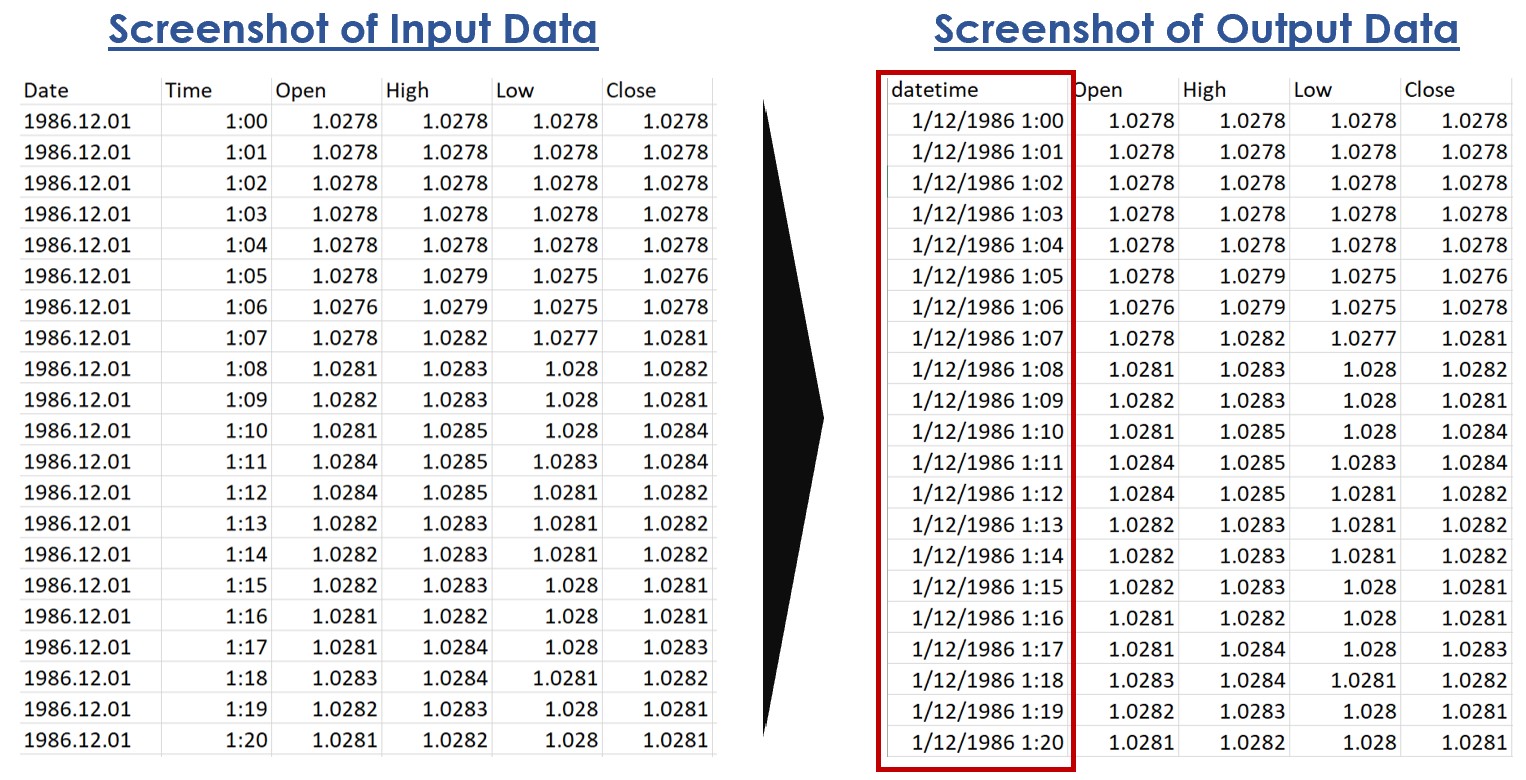 Screenshot of Input Data
Date Time Open High Low Close
1986.12.01 1:00 1.0278 1.0278 1.0278 1.0278
1986.12.01 1:01 1.0278 1.0278 1.0278 1.0278
1986.12.01 1:02 1.0278 1.0278 1.0278 1.0278
1986.12.01 1:03 1.0278 1.0278 1.0278 1.0278
1986.12.01 1:04 1.0278 1.0278 1.0278 1.0278
1986.12.01 1:05 1.0278 1.0279 1.0275 1.0276
1986.12.01 1:06 1.0276 1.0279 1.0275 1.0278
1986.12.01 1:07 1.0278 1.0282 1.0277 1.0281
1986.12.01 1:08 1.0281 1.0283 1.028 1.0282
1986.12.01 1:09 1.0282 1.0283 1.028 1.0281
1986.12.01 1:10 1.0281 1.0285 1.028 1.0284
1986.12.01 1:11 1.0284 1.0285 1.0283 1.0284
1986.12.01 1:12 1.0284 1.0285 1.0281 1.0282
1986.12.01 1:13 1.0282 1.0283 1.0281 1.0282
1986.12.01 1:14 1.0282 1.0283 1.0281 1.0282
1986.12.01 1:15 1.0282 1.0283 1.028 1.0281
1986.12.01 1:16 1.0281 1.0282 1.028 1.0281
1986.12.01 1:17 1.0281 1.0284 1.028 1.0283
1986.12.01 1:18 1.0283 1.0284 1.0281 1.0282
1986.12.01 1:19 1.0282 1.0283 1.028 1.0281
1986.12.01 1:20 1.0281 1.0282 1.028 1.0281
Screenshot of Output Data
datetime Open High Low Close
1/12/1986 1:00 1.0278 1.0278 1.0278 1.0278
1/12/1986 1:01 1.0278 1.0278 1.0278 1.0278
1/12/1986 1:02 1.0278 1.0278 1.0278 1.0278
1/12/1986 1:03 1.0278 1.0278 1.0278 1.0278
1/12/1986 1:04 1.0278 1.0278 1.0278 1.0278
1/12/1986 1:05 1.0278 1.0279 1.0275 1.0276
1/12/1986 1:06 1.0276 1.0279 1.0275 1.0278
1/12/1986 1:07 1.0278 1.0282 1.0277 1.0281
1/12/1986 1:08 1.0281 1.0283 1.028 1.0282
1/12/1986 1:09 1.0282 1.0283 1.028 1.0281
1/12/1986 1:10 1.0281 1.0285 1.028 1.0284
1/12/1986 1:11 1.0284 1.0285 1.0283 1.0284
1/12/1986 1:12 1.0284 1.0285 1.0281 1.0282
1/12/1986 1:13 1.0282 1.0283 1.0281 1.0282
1/12/1986 1:14 1.0282 1.0283 1.0281 1.0282
1/12/1986 1:15 1.0282 1.0283 1.028 1.0281
1/12/1986 1:16 1.0281 1.0282 1.028 1.0281
1/12/1986 1:17 1.0281 1.0284 1.028 1.0283
1/12/1986 1:18 1.0283 1.0284 1.0281 1.0282
1/12/1986 1:19 1.0282 1.0283 1.028 1.0281
1/12/1986 1:20 1.0281 1.0282 1.028 1.0281